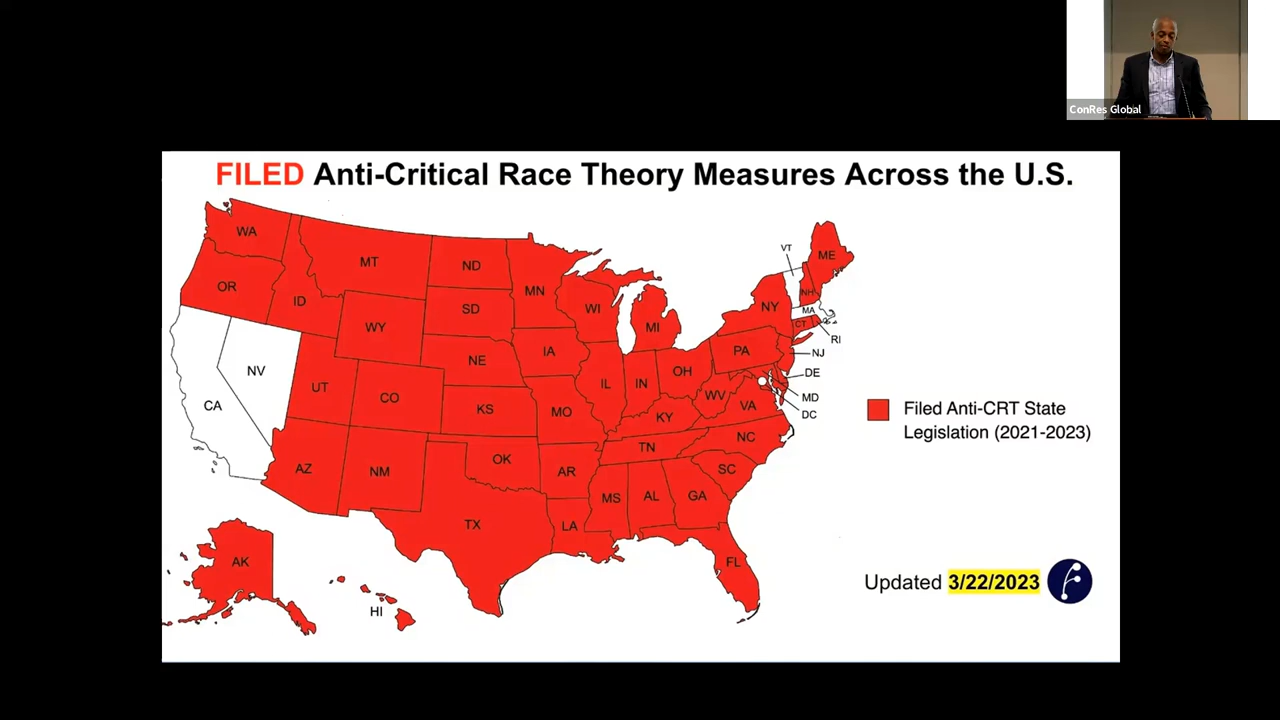 ConRes Global
FILED Anti-Critical Race Theory Measures Across the U.S.
WA
MT
ND
MN
ME
VT
OR
ID
WY
SD
WI
MI
NY
NH
MA
CT
RI
NV
UT
CO
NE
IA
IL
IN
OH
PA
NJ
DE
MD
DC
CA
KS
MO
KY
WV
VA
AZ
NM
OK
AR
TN
NC
SC
TX
LA
MS
AL
GA
FL
AK
HI
Filed Anti-CRT State
Legislation (2021-2023)
Updated 3/22/2023